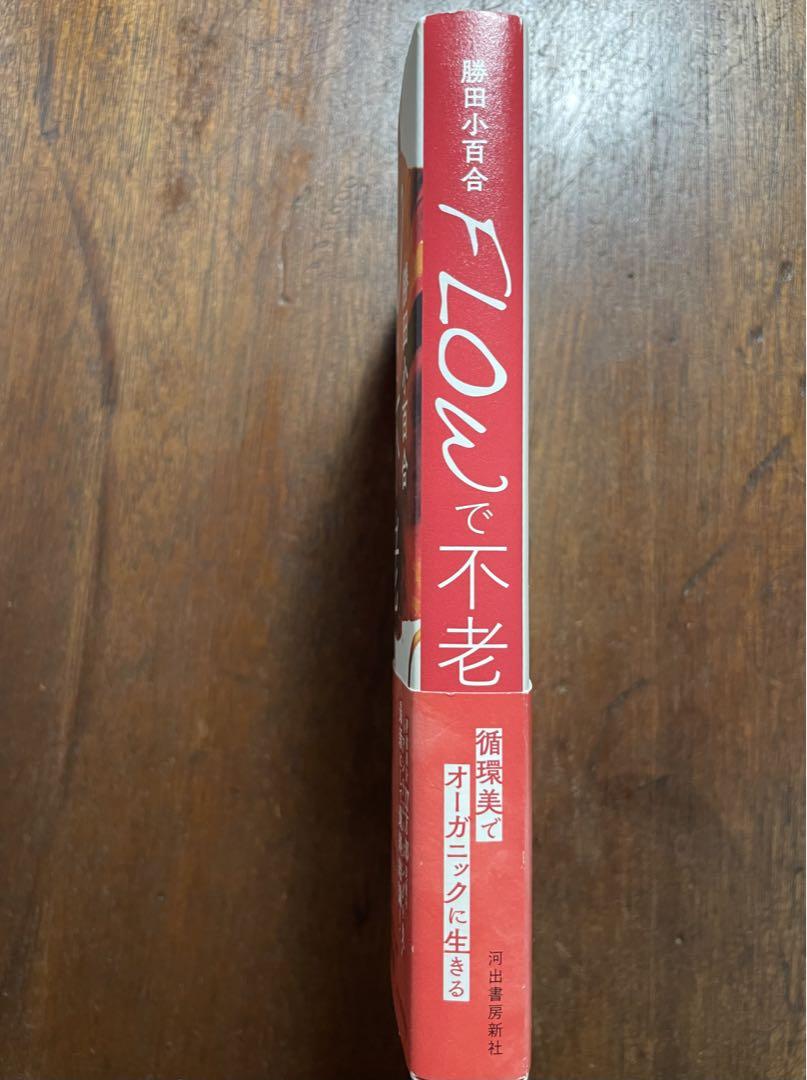 勝田小百合
FLOWで不老
循環美で
オーガニックに生きる
河出書房新社